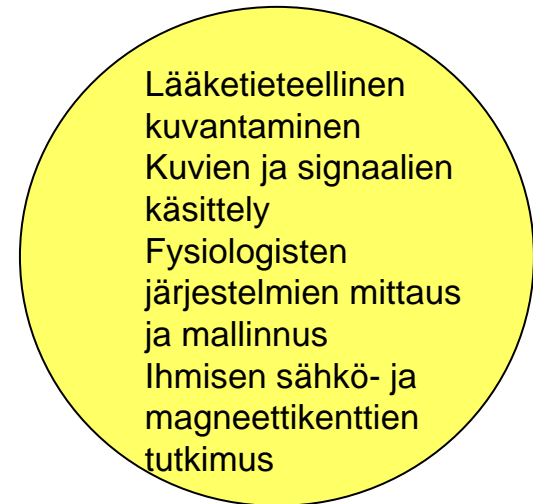 Lääketieteellinen
kuvantaminen
Kuvien ja signaalien
käsittely
Fysiologisten
järjestelmien mittaus
ja mallinnus
Ihmisen sähkö- ja
magneettikenttien
tutkimus